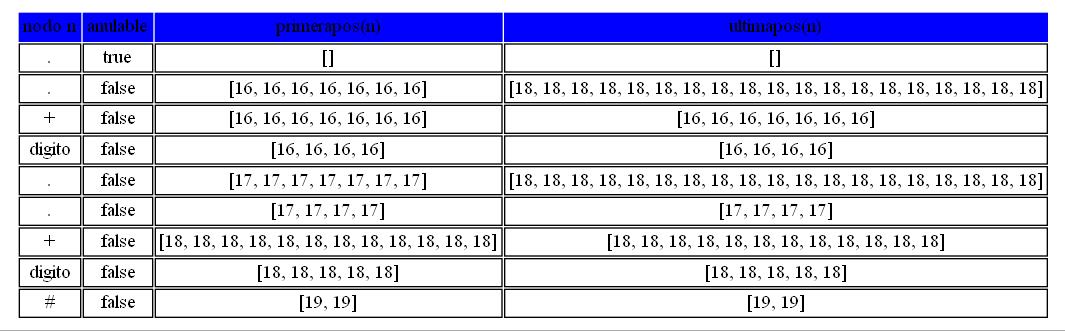 nodo n anulable primerapos(n) ultimapos(n)
. true [] []
. false [16, 16, 16, 16, 16, 16, 16] [18, 18, 18, 18, 18, 18, 18, 18, 18, 18, 18, 18, 18, 18, 18, 18, 18, 18, 18]
+ false [16, 16, 16, 16, 16, 16, 16] [16, 16, 16, 16, 16, 16, 16]
digito false [16, 16, 16, 16] [16, 16, 16, 16]
. false [17, 17, 17, 17, 17, 17, 17] [18, 18, 18, 18, 18, 18, 18, 18, 18, 18, 18, 18, 18, 18, 18, 18, 18, 18, 18]
. false [17, 17, 17, 17] [17, 17, 17, 17]
+ false [18, 18, 18, 18, 18, 18, 18, 18, 18, 18, 18, 18] [18, 18, 18, 18, 18, 18, 18, 18, 18, 18, 18, 18]
digito false [18, 18, 18, 18, 18] [18, 18, 18, 18, 18]
# false [19, 19] [19, 19]